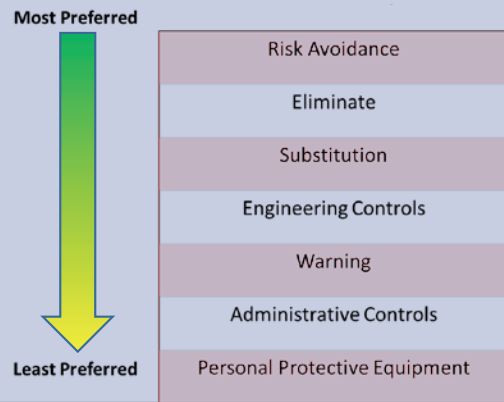 Most Preferred
Risk Avoidance
Eliminate
Substitution
Engineering Controls
Warning
Administrative Controls
Least Preferred
Personal Protective Equipment